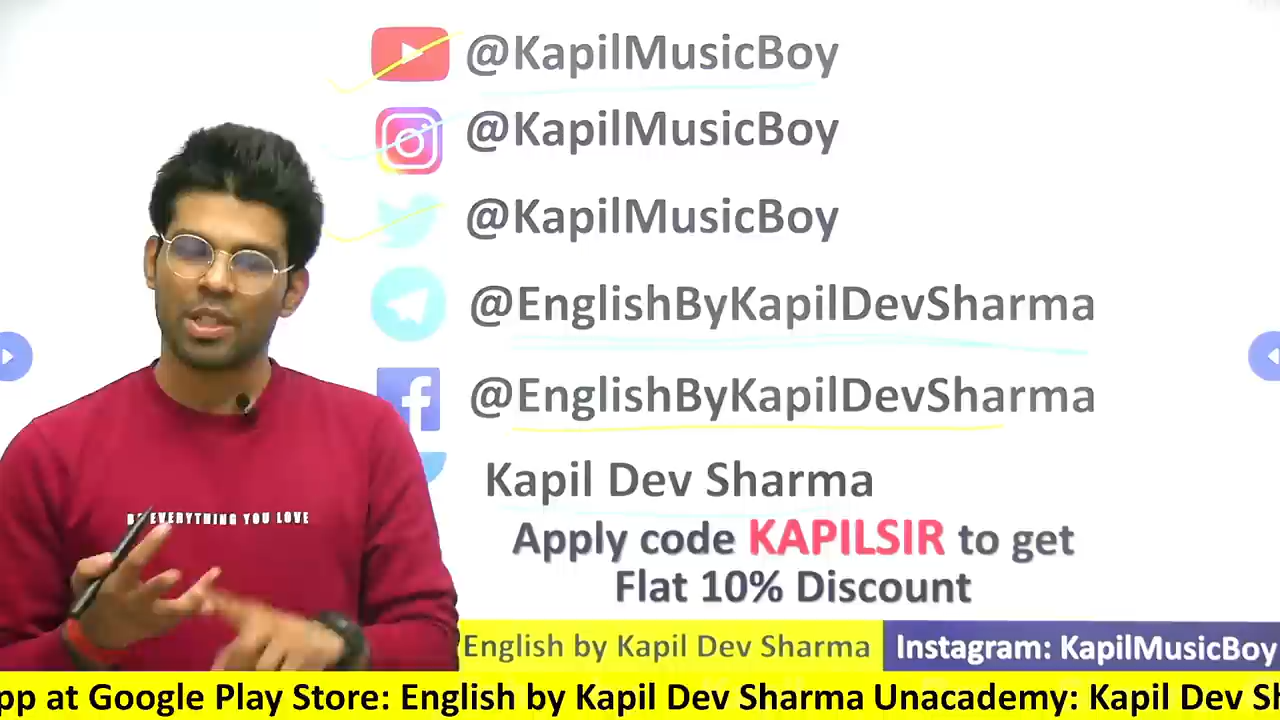 @KapilMusicBoy
@KapilMusicBoy
@KapilMusicBoy
@EnglishByKapilDevSharma
@EnglishByKapilDevSharma
Kapil Dev Sharma
Apply code KAPILSIR to get
Flat 10% Discount
BE EVERYTHING YOU LOVE
English by Kapil Dev Sharma
Instagram: KapilMusicBoy
pp at Google Play Store: English by Kapil Dev Sharma Unacademy: Kapil Dev Sh